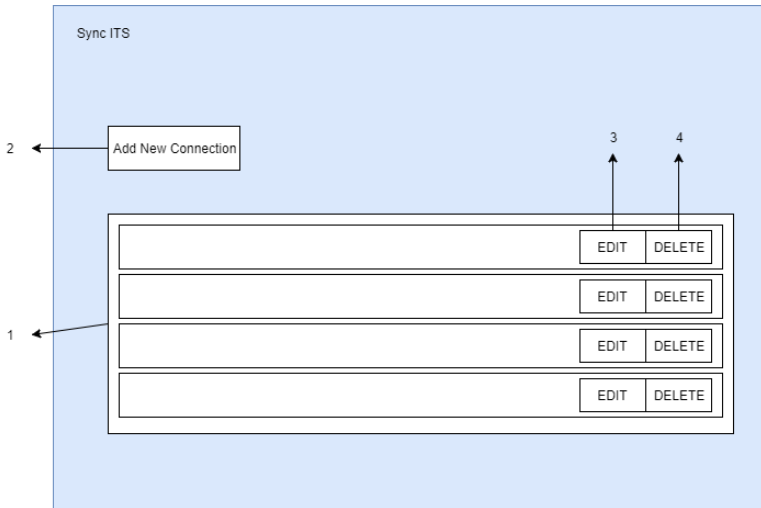 Sync ITS
3 4
2 Add New Connection
EDIT DELETE
EDIT DELETE
1 EDIT DELETE
EDIT DELETE